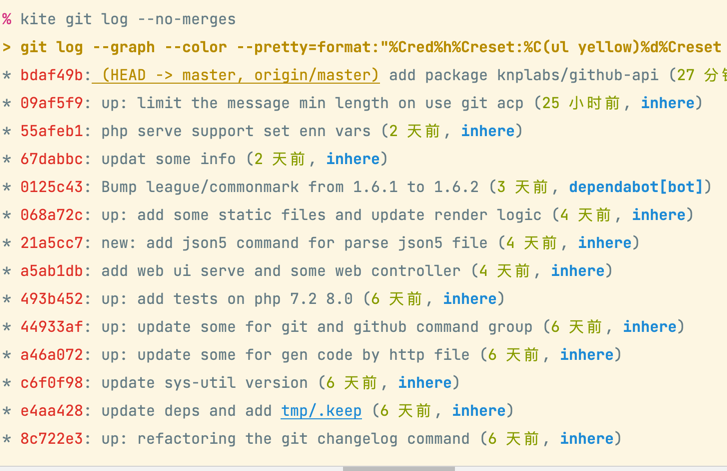 % kite git log --no-merges
> git log --graph --color --pretty=format:"%Cred%h%Creset:%C(ul yellow)%d%Creset
* bdaf49b: (HEAD -> master, origin/master) add package knplabs/github-api (27 分
* 09af5f9: up: limit the message min length on use git acp (25 小时前, inhere)
* 55afeb1: php serve support set enn vars (2 天前, inhere)
* 67dabbc: updat some info (2 天前, inhere)
* 0125c43: Bump league/commonmark from 1.6.1 to 1.6.2 (3 天前, dependabot[bot])
* 068a72c: up: add some static files and update render logic (4 天前, inhere)
* 21a5cc7: new: add json5 command for parse json5 file (4 天前, inhere)
* a5ab1db: add web ui serve and some web controller (4 天前, inhere)
* 493b452: up: add tests on php 7.2 8.0 (6 天前, inhere)
* 44933af: up: update some for git and github command group (6 天前, inhere)
* a46a072: up: update some for gen code by http file (6 天前, inhere)
* c6f0f98: update sys-util version (6 天前, inhere)
* e4aa428: update deps and add tmp/.keep (6 天前, inhere)
* 8c722e3: up: refactoring the git changelog command (6 天前, inhere)